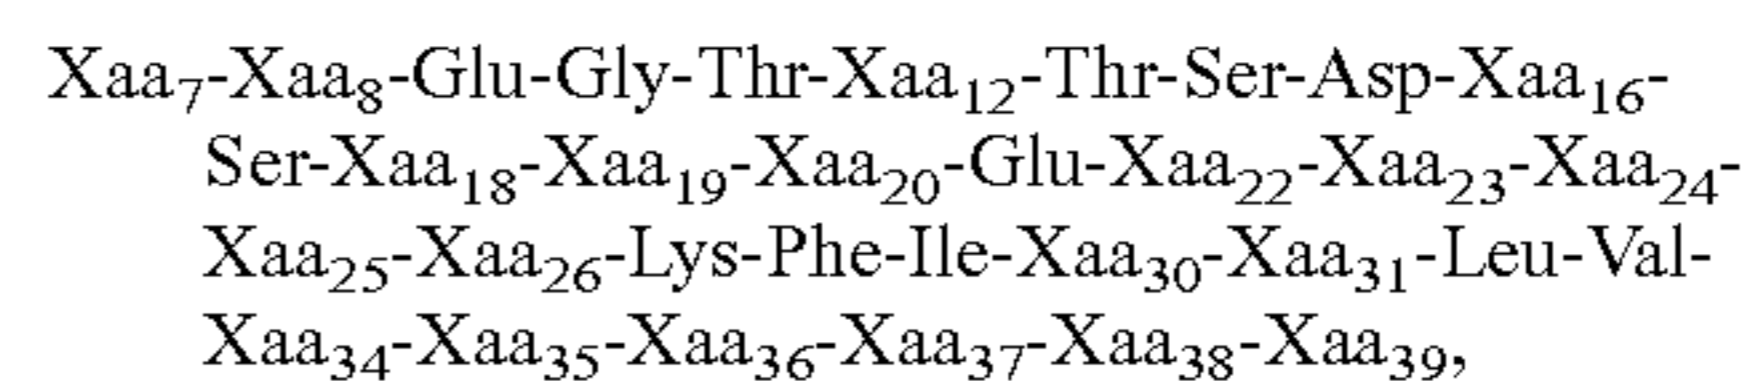 Xaa₇-Xaa₈-Glu-Gly-Thr-Xaa₁₂-Thr-Ser-Asp-Xaa₁₆-
Ser-Xaa₁₈-Xaa₁₉-Xaa₂₀-Glu-Xaa₂₂-Xaa₂₃-Xaa₂₄-
Xaa₂₅-Xaa₂₆-Lys-Phe-Ile-Xaa₃₀-Xaa₃₁-Leu-Val-
Xaa₃₄-Xaa₃₅-Xaa₃₆-Xaa₃₇-Xaa₃₈-Xaa₃₉,